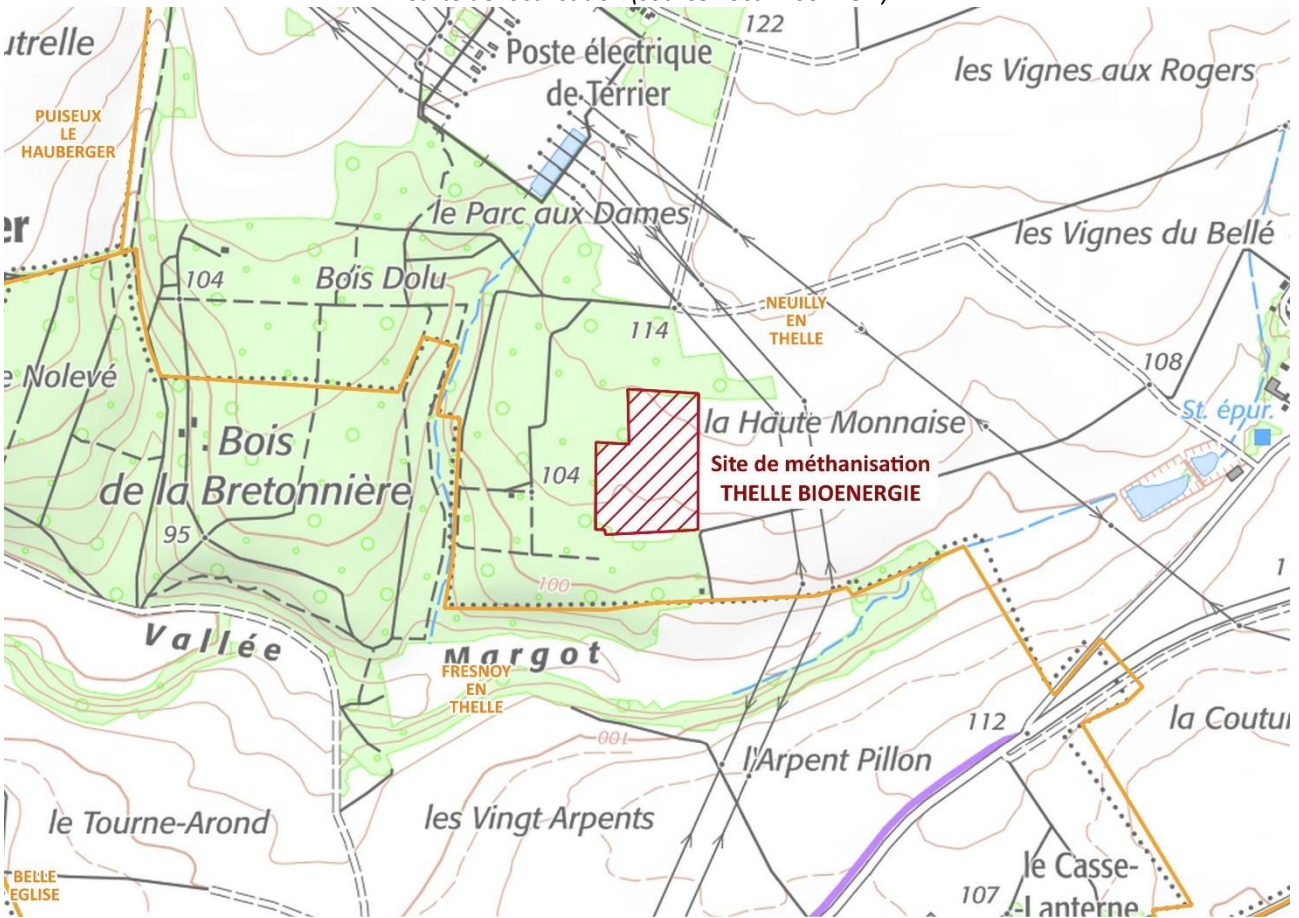 122
utrelle
Poste électrique
de Terrier
les Vignes aux Rogers
PUISEUX
LE
HAUBERGER
er
le Parc aux Dames
les Vignes du Bellé
104
Bois Dolu
NEUILLY
EN
THELLE
114
108
e Nolevé
la Haute Monnaise
St. épur.
Bois
de la Bretonnière
104
Site de méthanisation
THELLE BIOENERGIE
95
100
1
Vallée
Margot
FRESNOY
EN
THELLE
112
la Coutur
100
l'Arpent Pillon
le Tourne-Arond
les Vingt Arpents
BELLE
EGLISE
107
le Casse-
-Lanterne